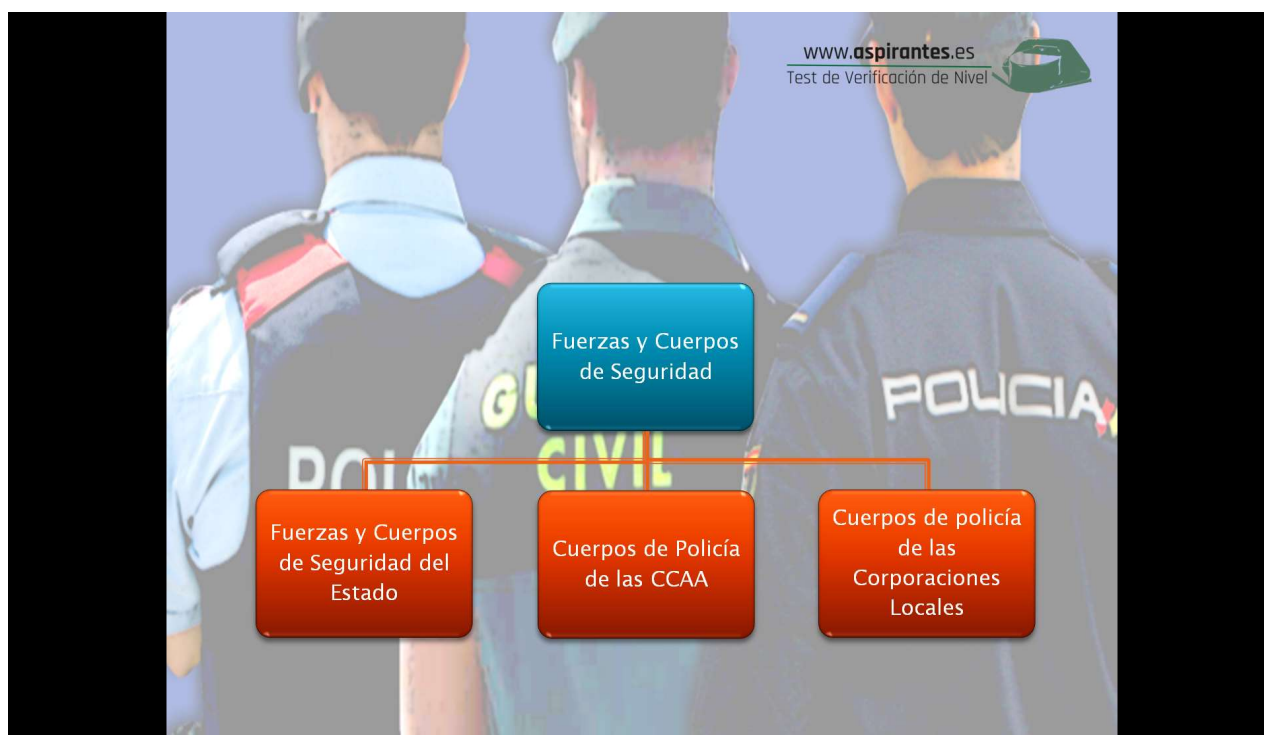 www.aspirantes.es
Test de Verificación de Nivel
Fuerzas y Cuerpos
de Seguridad
POLICIA
CIVIL
Fuerzas y Cuerpos
de Seguridad del
Estado
Cuerpos de Policía
de las CCAA
Cuerpos de policía
de las
Corporaciones
Locales